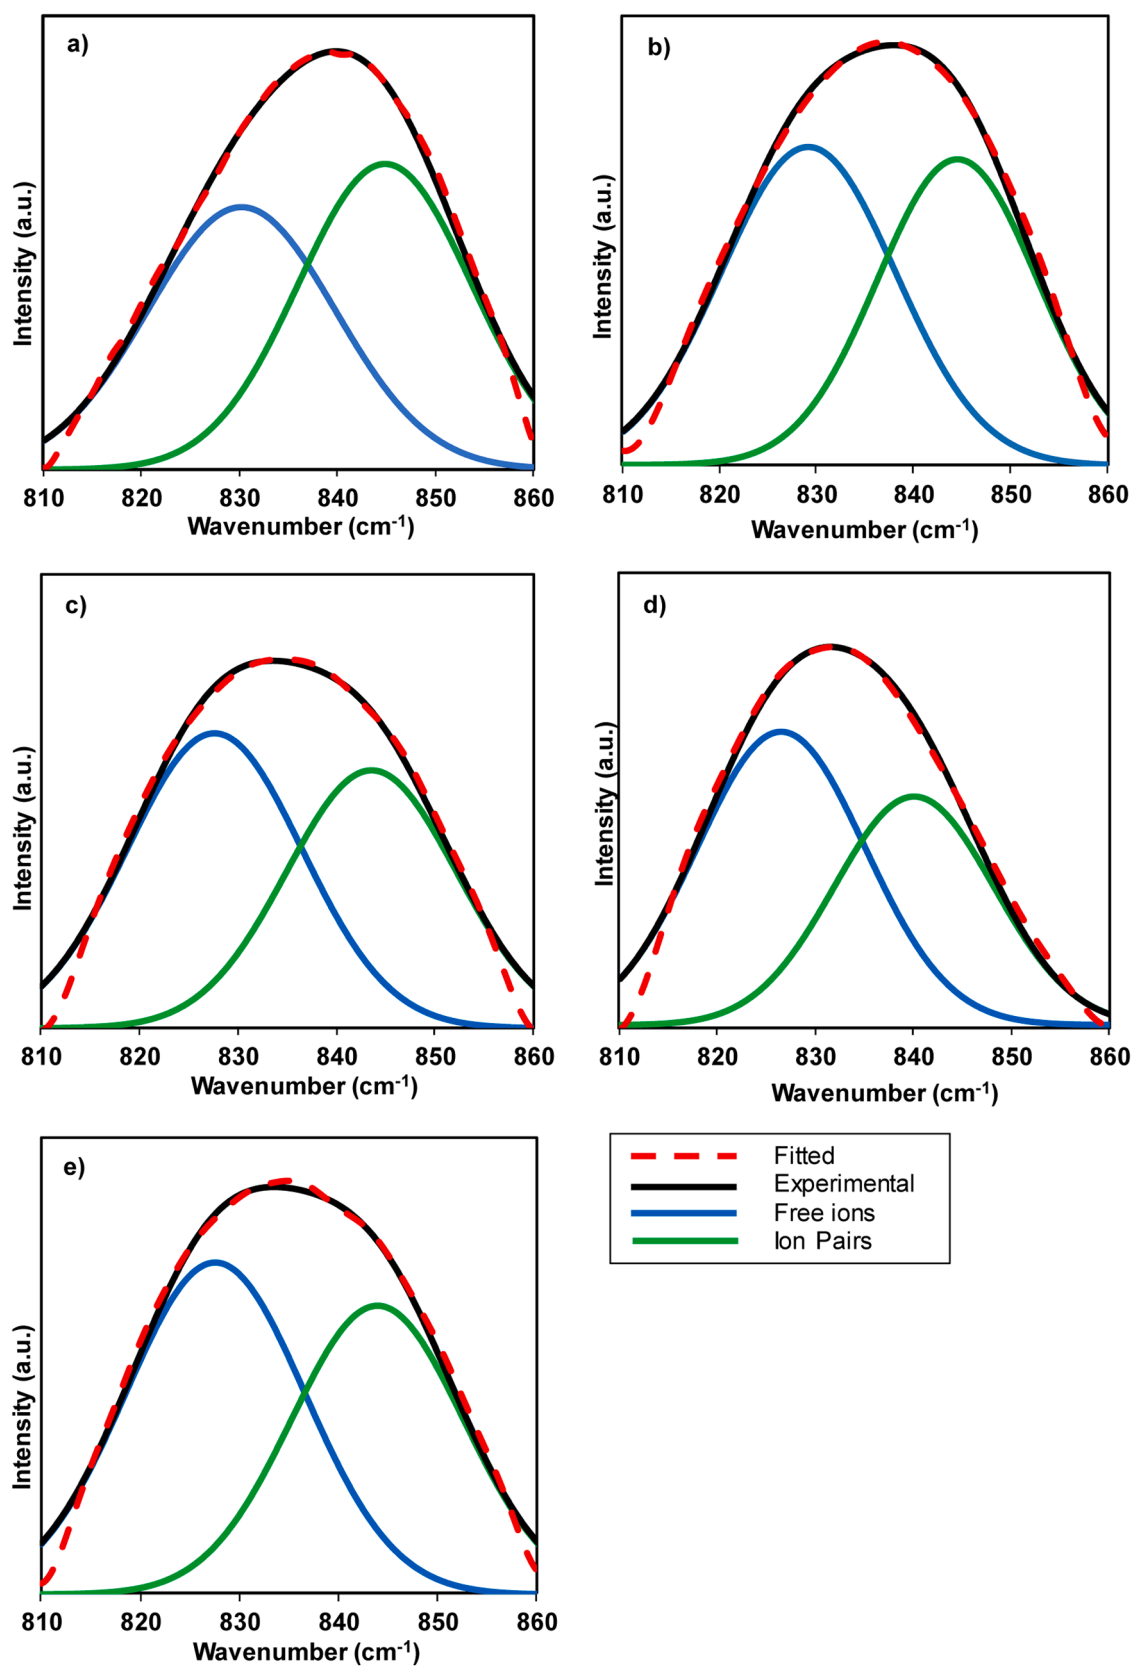 a)
Intensity (a.u.)
810 820 830 840 850 860
Wavenumber (cm-1)
b)
Intensity (a.u.)
810 820 830 840 850 860
Wavenumber (cm-1)
c)
Intensity (a.u.)
810 820 830 840 850 860
Wavenumber (cm-1)
d)
Intensity (a.u.)
810 820 830 840 850 860
Wavenumber (cm-1)
e)
Intensity (a.u.)
810 820 830 840 850 860
Wavenumber (cm-1)
Fitted
Experimental
Free ions
Ion Pairs